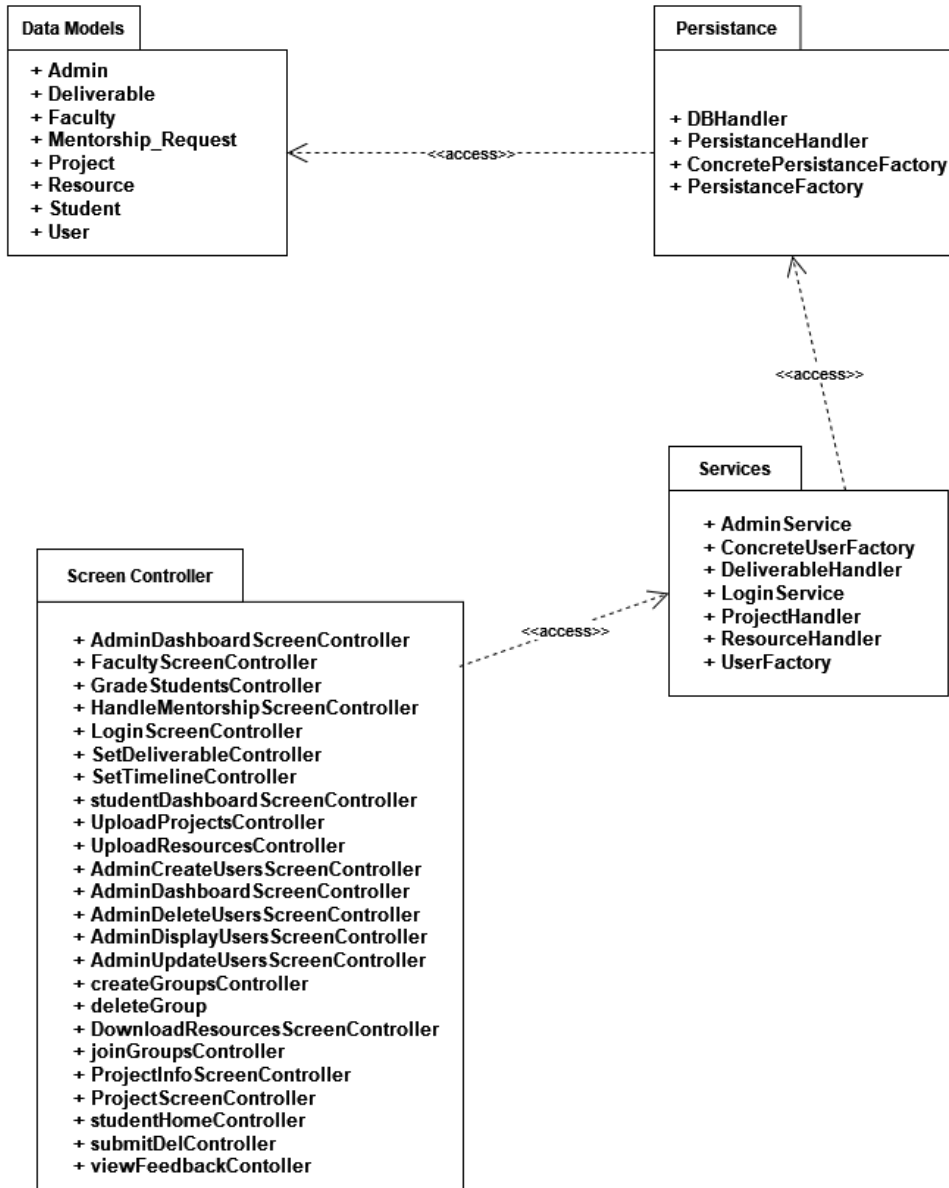 Data Models
+ Admin
+ Deliverable
+ Faculty
+ Mentorship_Request
+ Project
+ Resource
+ Student
+ User
Persistance
+ DBHandler
+ PersistanceHandler
+ ConcretePersistanceFactory
+ PersistanceFactory
<<access>>
<<access>>
Services
+ AdminService
+ ConcreteUserFactory
+ DeliverableHandler
+ LoginService
+ ProjectHandler
+ ResourceHandler
+ UserFactory
Screen Controller
+ AdminDashboardScreenController
+ FacultyScreenController
+ GradeStudentsController
+ HandleMentorshipScreenController
+ LoginScreenController
+ SetDeliverableController
+ SetTimelineController
+ studentDashboardScreenController
+ UploadProjectsController
+ UploadResourcesController
+ AdminCreateUsersScreenController
+ AdminDashboardScreenController
+ AdminDeleteUsersScreenController
+ AdminDisplayUsersScreenController
+ AdminUpdateUsersScreenController
+ createGroupsController
+ deleteGroup
+ DownloadResourcesScreenController
+ joinGroupsController
+ ProjectInfoScreenController
+ ProjectScreenController
+ studentHomeController
+ submitDelController
+ viewFeedbackContoller
<<access>>